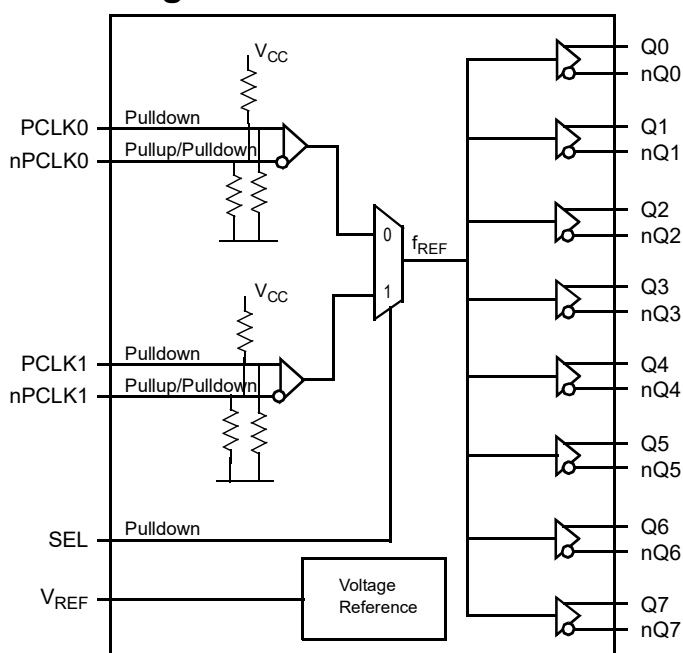 V_CC
PCLK0
Pulldown
nPCLK0
Pullup/Pulldown
0
f_REF
1
V_CC
PCLK1
Pulldown
nPCLK1
Pullup/Pulldown
SEL
Pulldown
V_REF
Voltage
Reference
Q0
nQ0
Q1
nQ1
Q2
nQ2
Q3
nQ3
Q4
nQ4
Q5
nQ5
Q6
nQ6
Q7
nQ7